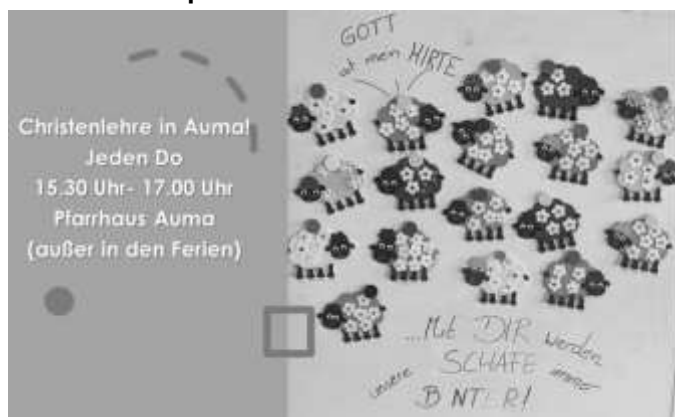 Christenlehre in Auma!
Jeden Do
15.30 Uhr- 17.00 Uhr
Pfarrhaus Auma
(außer in den Ferien)
GOTT
ist mein HIRTE
...Mit DIR werden
unsere SCHAFE immer
BUNTER!